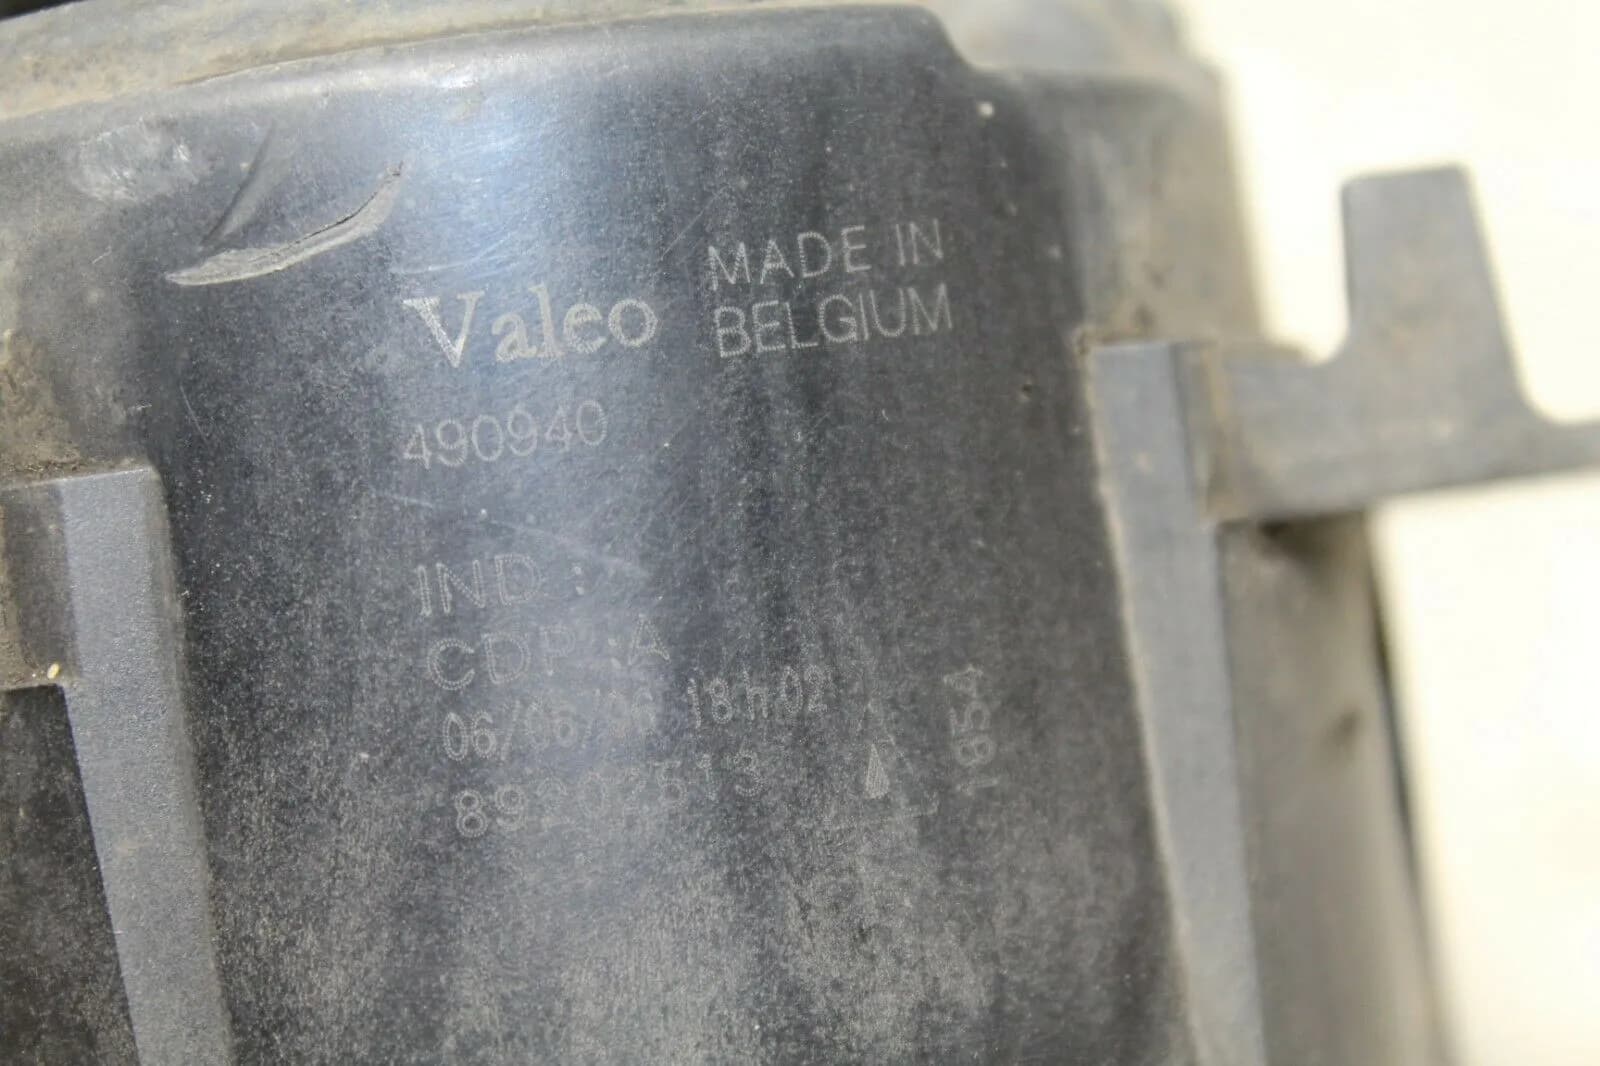 Valeo
MADE IN
BELGIUM
490940
IND :
CDP :A
18h02
1854